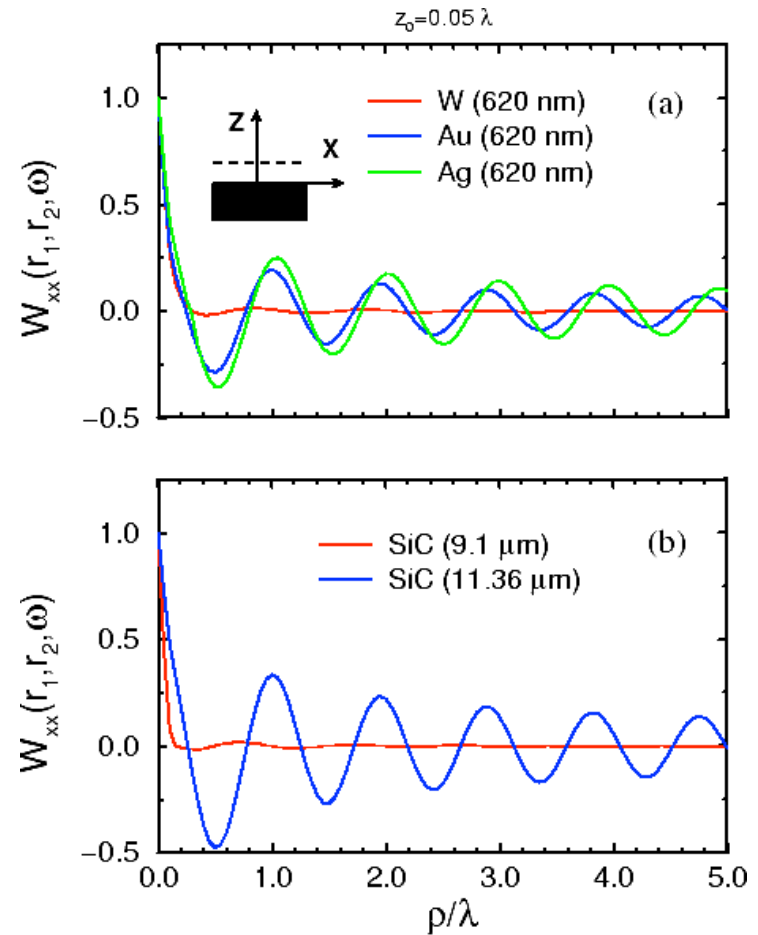 z₀=0.05 λ
W (620 nm)
Au (620 nm)
Ag (620 nm)
(a)
Z
X
1.0
0.5
0.0
−0.5
Wₓₓ(r₁,r₂,ω)
SiC (9.1 μm)
SiC (11.36 μm)
(b)
1.0
0.5
0.0
−0.5
Wₓₓ(r₁,r₂,ω)
0.0 1.0 2.0 3.0 4.0 5.0
ρ/λ